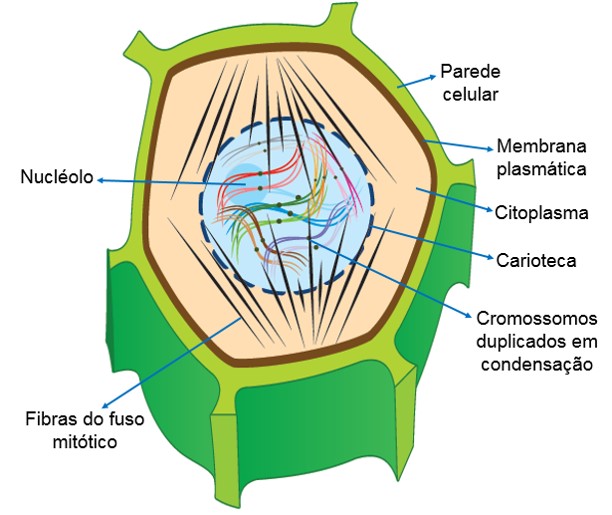 Parede
celular
Membrana
plasmática
Nucléolo
Citoplasma
Carioteca
Cromossomos
duplicados em
condensação
Fibras do fuso
mitótico